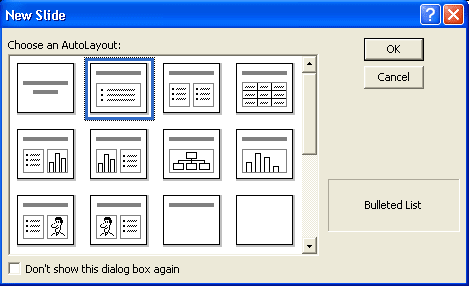 New Slide
Choose an AutoLayout:
OK
Cancel
Bulleted List
Don't show this dialog box again